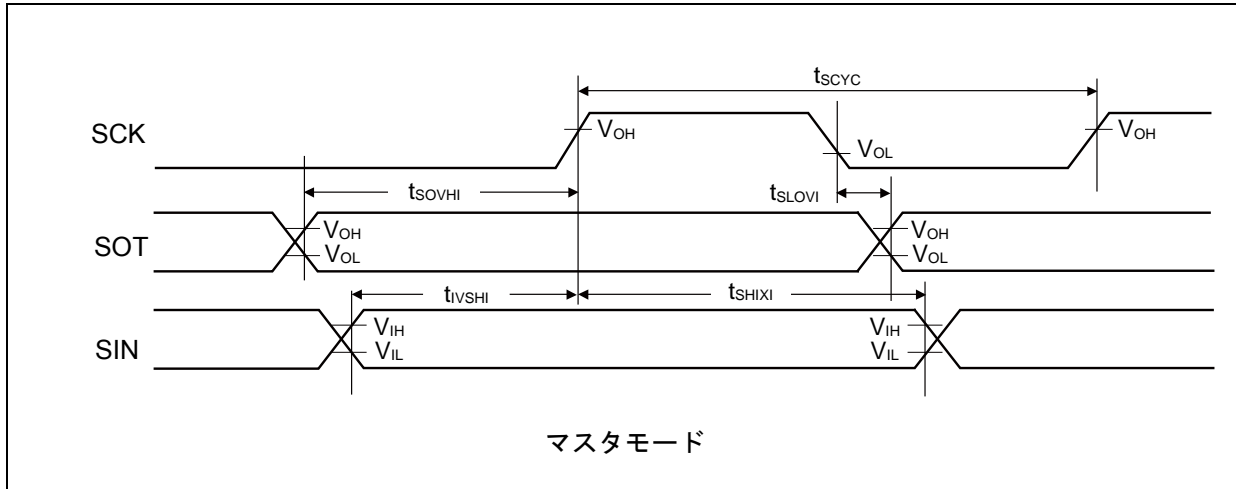 tSCYC
SCK
VOH
VOL
VOH
tSOVHI
tSLOVI
SOT
VOH
VOL
VOH
VOL
tIVSHI
tSHIXI
SIN
VIH
VIL
VIH
VIL
マスタモード